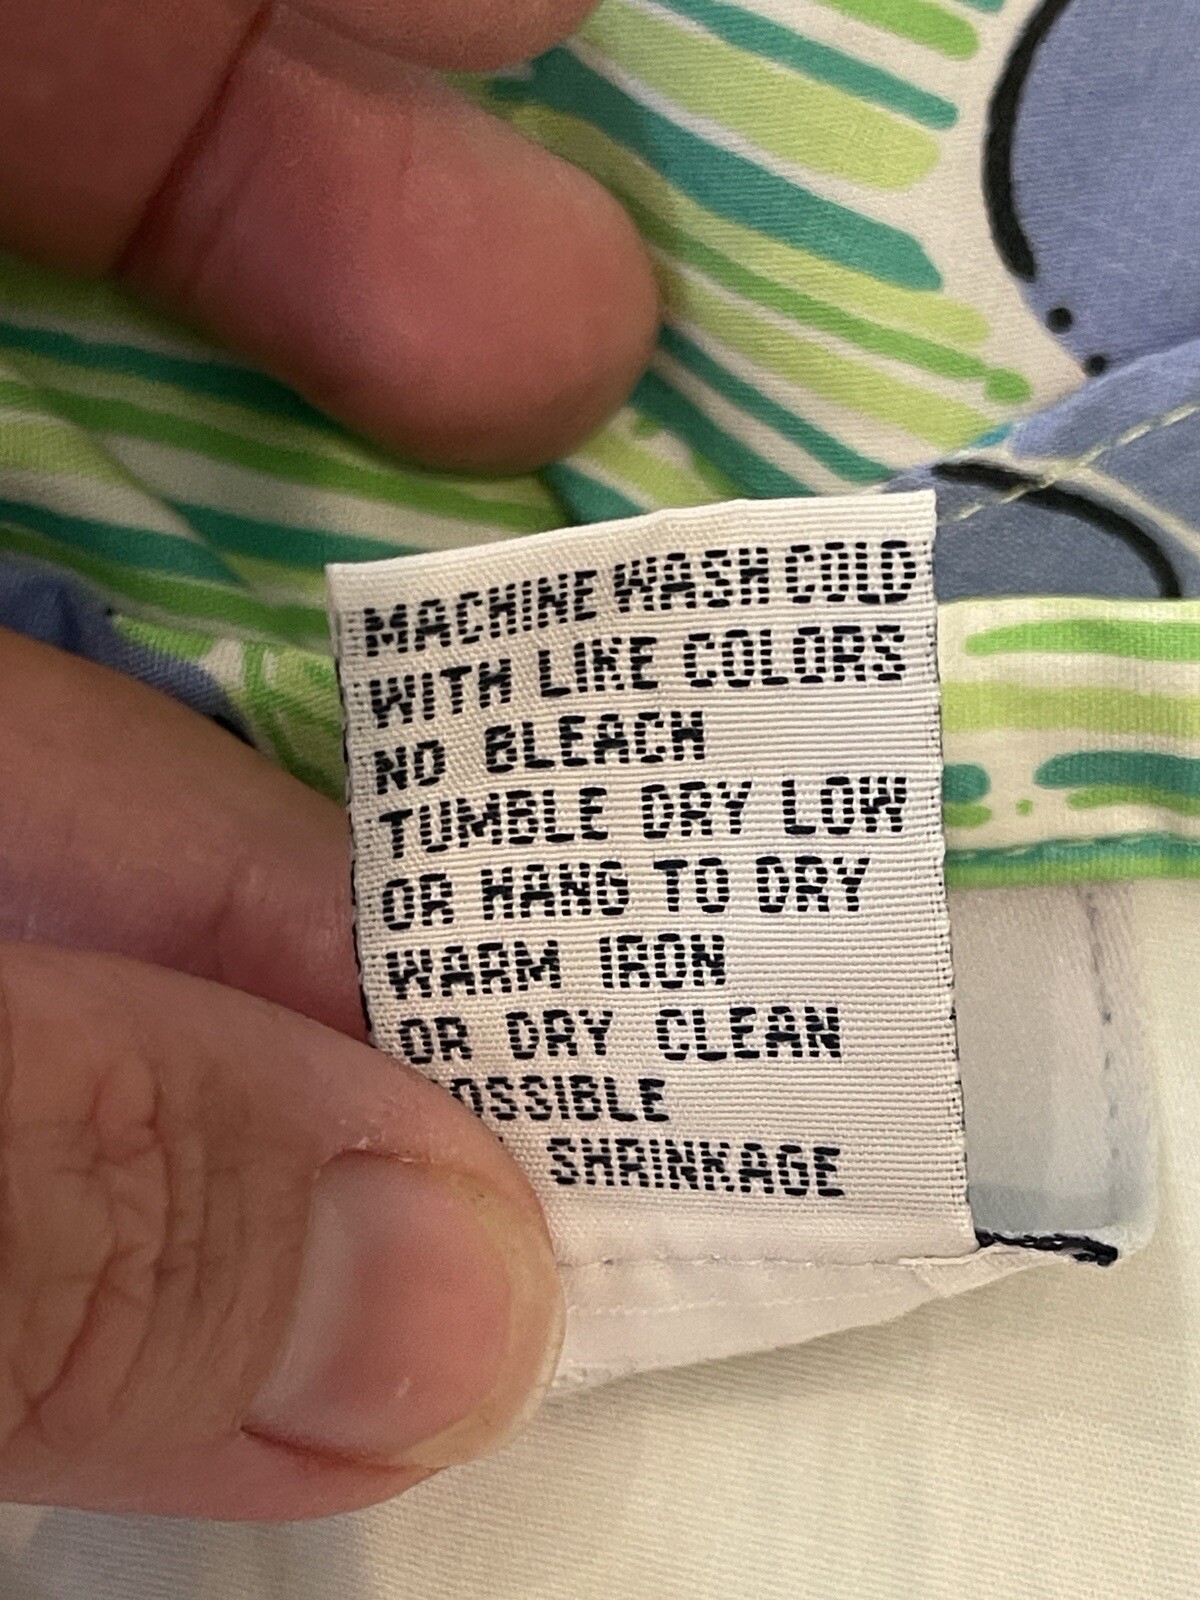 MACHINE WASH COLD
WITH LIKE COLORS
NO BLEACH
TUMBLE DRY LOW
OR HANG TO DRY
WARM IRON
OR DRY CLEAN
POSSIBLE
SHRINKAGE